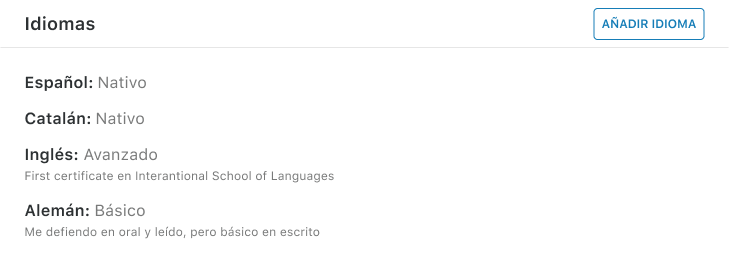 Idiomas
AÑADIR IDIOMA
Español: Nativo
Catalán: Nativo
Inglés: Avanzado
First certificate en Interantional School of Languages
Alemán: Básico
Me defiendo en oral y leído, pero básico en escrito